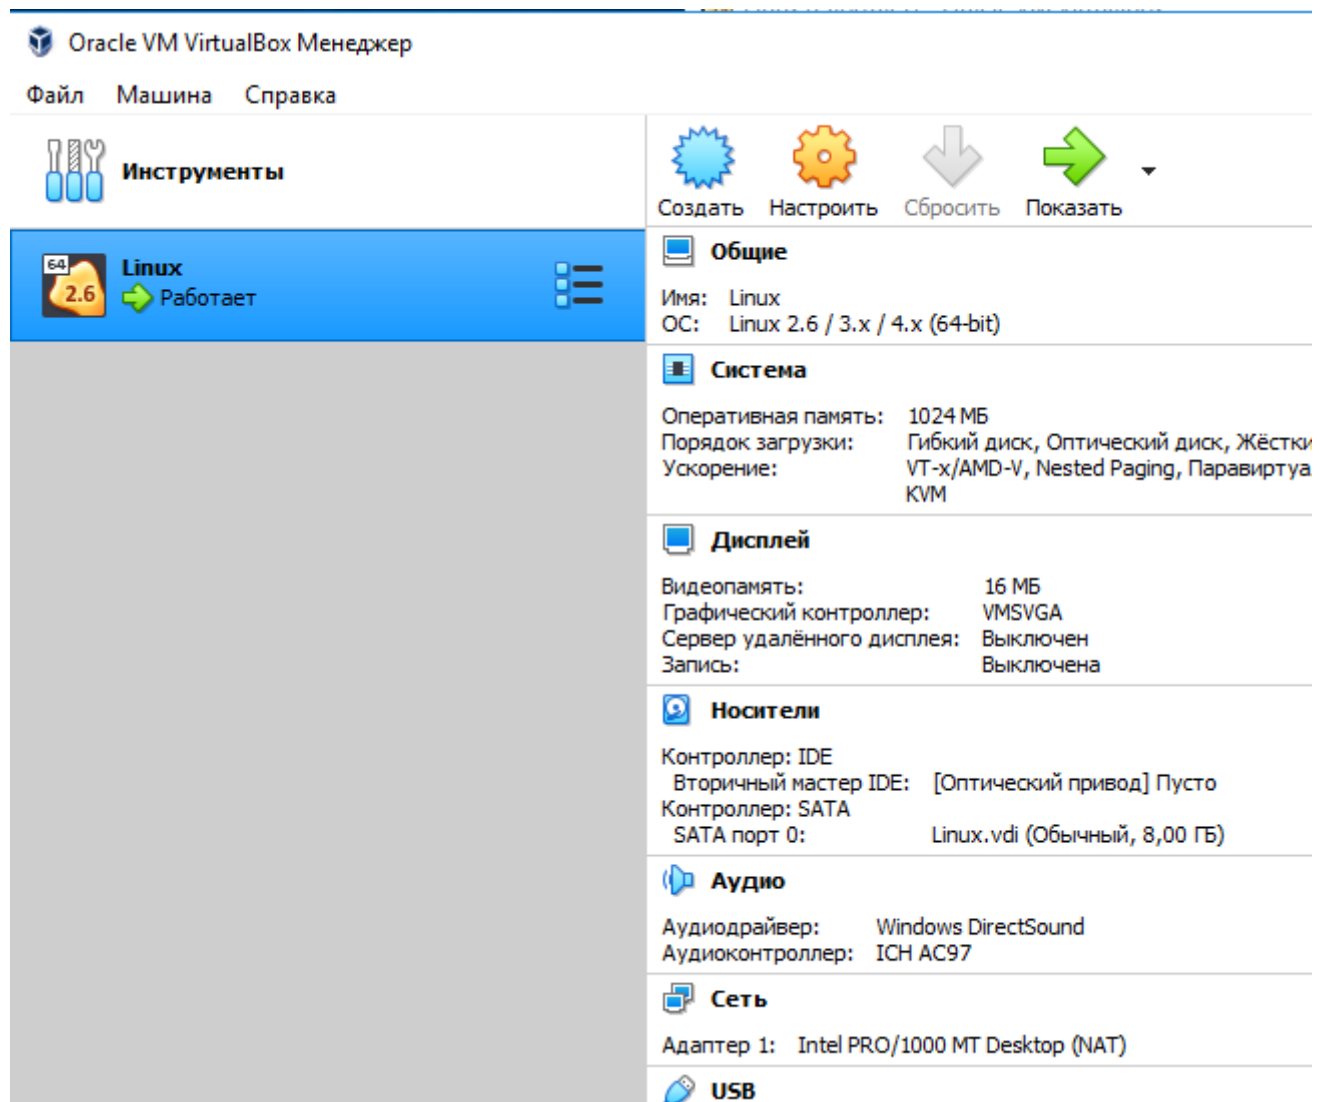 Oracle VM VirtualBox Менеджер
Файл Машина Справка
Инструменты
Создать Настроить Сбросить Показать
64
2.6
Linux
Работает
Общие
Имя: Linux
ОС: Linux 2.6 / 3.x / 4.x (64-bit)
Система
Оперативная память: 1024 МБ
Порядок загрузки: Гибкий диск, Оптический диск, Жёстки
Ускорение: VT-x/AMD-V, Nested Paging, Паравиртуа
KVM
Дисплей
Видеопамять: 16 МБ
Графический контроллер: VMSVGA
Сервер удалённого дисплея: Выключен
Запись: Выключена
Носители
Контроллер: IDE
Вторичный мастер IDE: [Оптический привод] Пусто
Контроллер: SATA
SATA порт 0: Linux.vdi (Обычный, 8,00 ГБ)
Аудио
Аудиодрайвер: Windows DirectSound
Аудиоконтроллер: ICH AC97
Сеть
Адаптер 1: Intel PRO/1000 MT Desktop (NAT)
USB